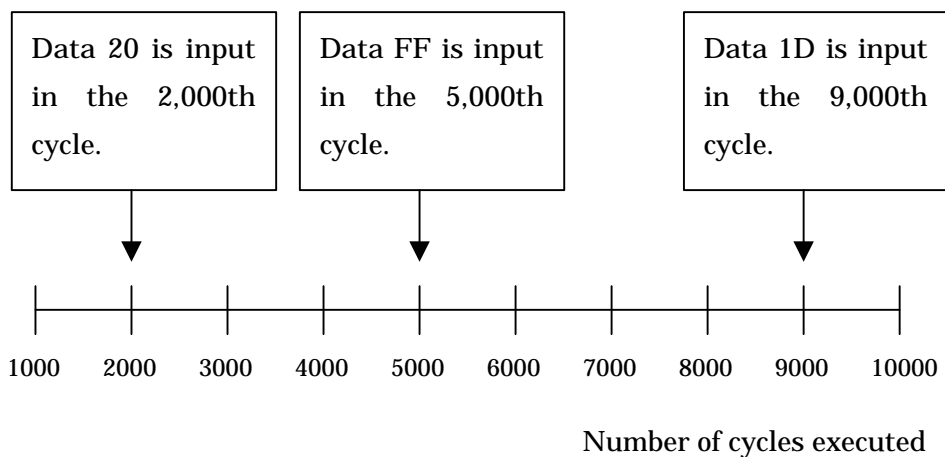 Data 20 is input
in the 2,000th
cycle.
Data FF is input
in the 5,000th
cycle.
Data 1D is input
in the 9,000th
cycle.
1000 2000 3000 4000 5000 6000 7000 8000 9000 10000
Number of cycles executed